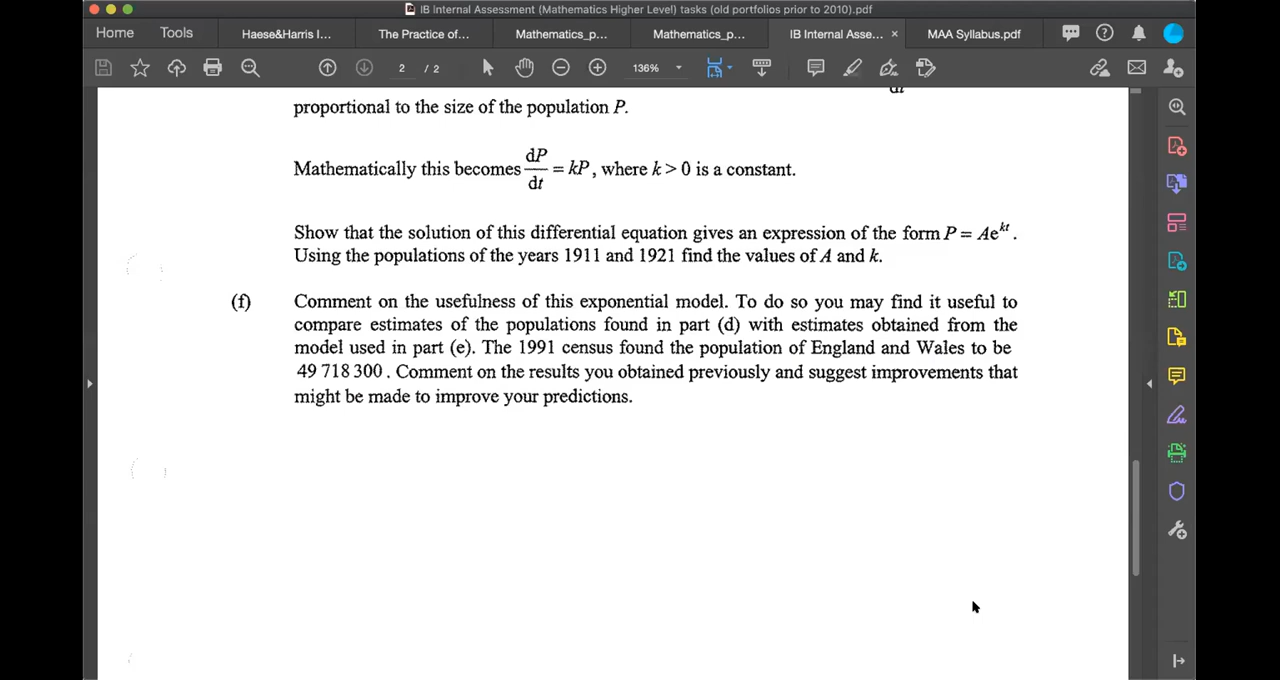 IB Internal Assessment (Mathematics Higher Level) tasks (old portfolios prior to 2010).pdf
Home Tools Haese&Harris I... The Practice of... Mathematics_p... Mathematics_p... IB Internal Asse... × MAA Syllabus.pdf
2 / 2 136%
dt
proportional to the size of the population P.
Mathematically this becomes dP/dt = kP, where k > 0 is a constant.
Show that the solution of this differential equation gives an expression of the form P = Ae^kt.
Using the populations of the years 1911 and 1921 find the values of A and k.
(f) Comment on the usefulness of this exponential model. To do so you may find it useful to
compare estimates of the populations found in part (d) with estimates obtained from the
model used in part (e). The 1991 census found the population of England and Wales to be
49 718 300. Comment on the results you obtained previously and suggest improvements that
might be made to improve your predictions.